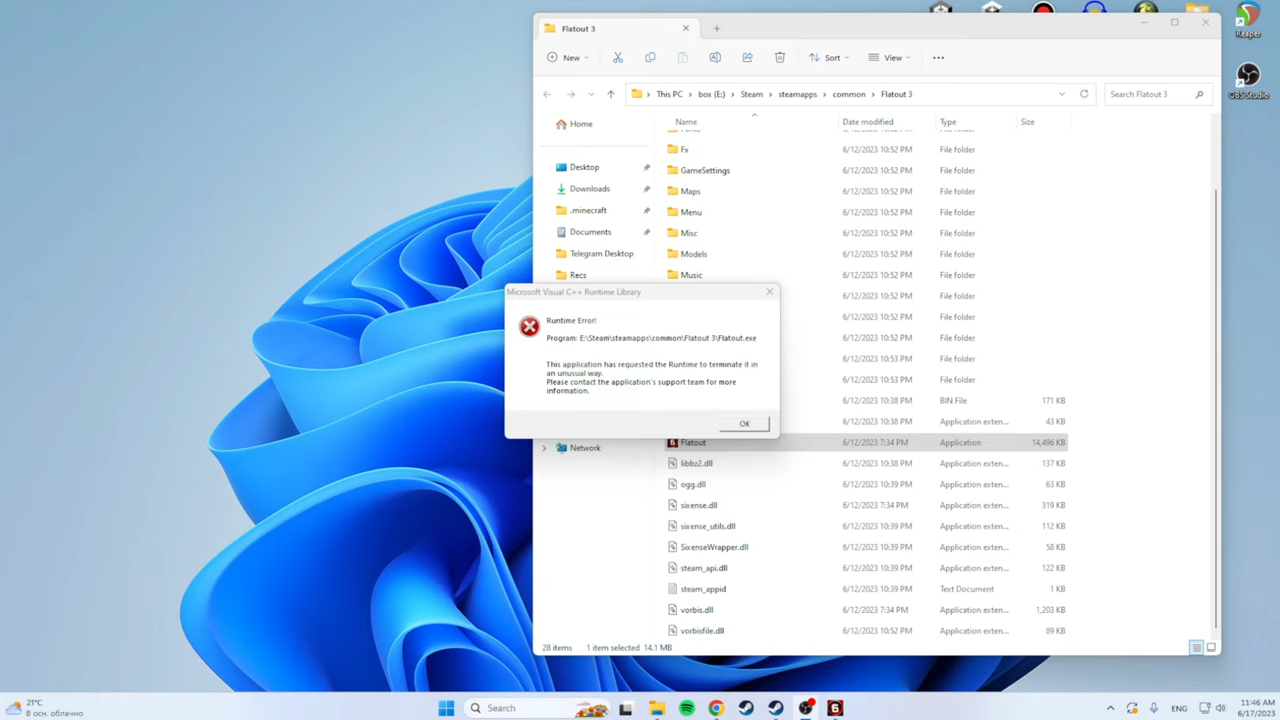 Flatout 3
Reaper
New
Sort
View
OBS Studio
This PC > box (E:) > Steam > steamapps > common > Flatout 3
Search Flatout 3
Name Date modified Type Size
Home
Desktop
Downloads
.minecraft
Documents
Telegram Desktop
Recs
Network
Fx 6/12/2023 10:52 PM File folder
GameSettings 6/12/2023 10:52 PM File folder
Maps 6/12/2023 10:52 PM File folder
Menu 6/12/2023 10:52 PM File folder
Misc 6/12/2023 10:52 PM File folder
Models 6/12/2023 10:52 PM File folder
Music 6/12/2023 10:52 PM File folder
6/12/2023 10:52 PM File folder
6/12/2023 10:52 PM File folder
6/12/2023 10:52 PM File folder
6/12/2023 10:53 PM File folder
6/12/2023 10:53 PM File folder
6/12/2023 10:38 PM BIN File 171 KB
6/12/2023 10:38 PM Application exten... 43 KB
Flatout 6/12/2023 7:34 PM Application 14,496 KB
libbz2.dll 6/12/2023 10:38 PM Application exten... 137 KB
ogg.dll 6/12/2023 10:39 PM Application exten... 63 KB
sixense.dll 6/12/2023 7:34 PM Application exten... 319 KB
sixense_utils.dll 6/12/2023 10:39 PM Application exten... 112 KB
SixenseWrapper.dll 6/12/2023 10:39 PM Application exten... 58 KB
steam_api.dll 6/12/2023 10:39 PM Application exten... 122 KB
steam_appid 6/12/2023 10:39 PM Text Document 1 KB
vorbis.dll 6/12/2023 7:34 PM Application exten... 1,203 KB
vorbisfile.dll 6/12/2023 10:52 PM Application exten... 89 KB
28 items 1 item selected 14.1 MB
Microsoft Visual C++ Runtime Library
Runtime Error!
Program: E:\Steam\steamapps\common\Flatout 3\Flatout.exe
This application has requested the Runtime to terminate it in
an unusual way.
Please contact the application's support team for more
information.
OK
21°C
В осн. облачно
Search
ENG
11:46 AM
6/17/2023